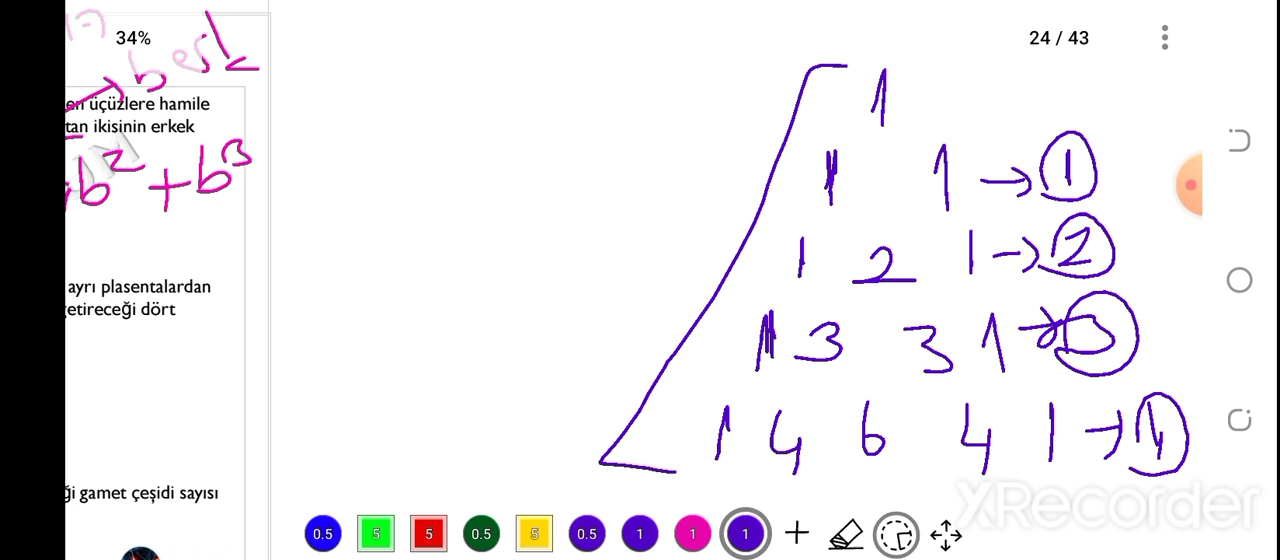 34%
24 / 43
en üçüzlere hamile
tan ikisinin erkek
b² + b³
ayrı plasentalardan
getireceği dört
ği gamet çeşidi sayısı
1
1 1 → 1
1 2 1 → 2
1 3 3 1 → 3
1 4 6 4 1 → 4
0.5 5 5 0.5 5 0.5 1 1 1
XRecorder